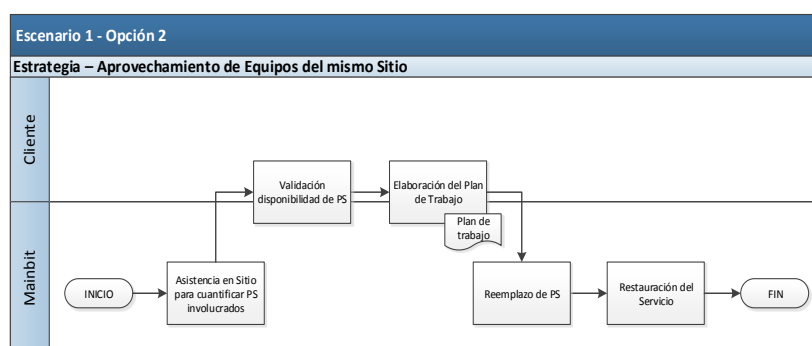 Escenario 1 - Opción 2
Estrategia – Aprovechamiento de Equipos del mismo Sitio
Cliente
Validación
disponibilidad de PS
Elaboración del Plan
de Trabajo
Plan de
trabajo
Mainbit
INICIO
Asistencia en Sitio
para cuantificar PS
involucrados
Reemplazo de PS
Restauración del
Servicio
FIN